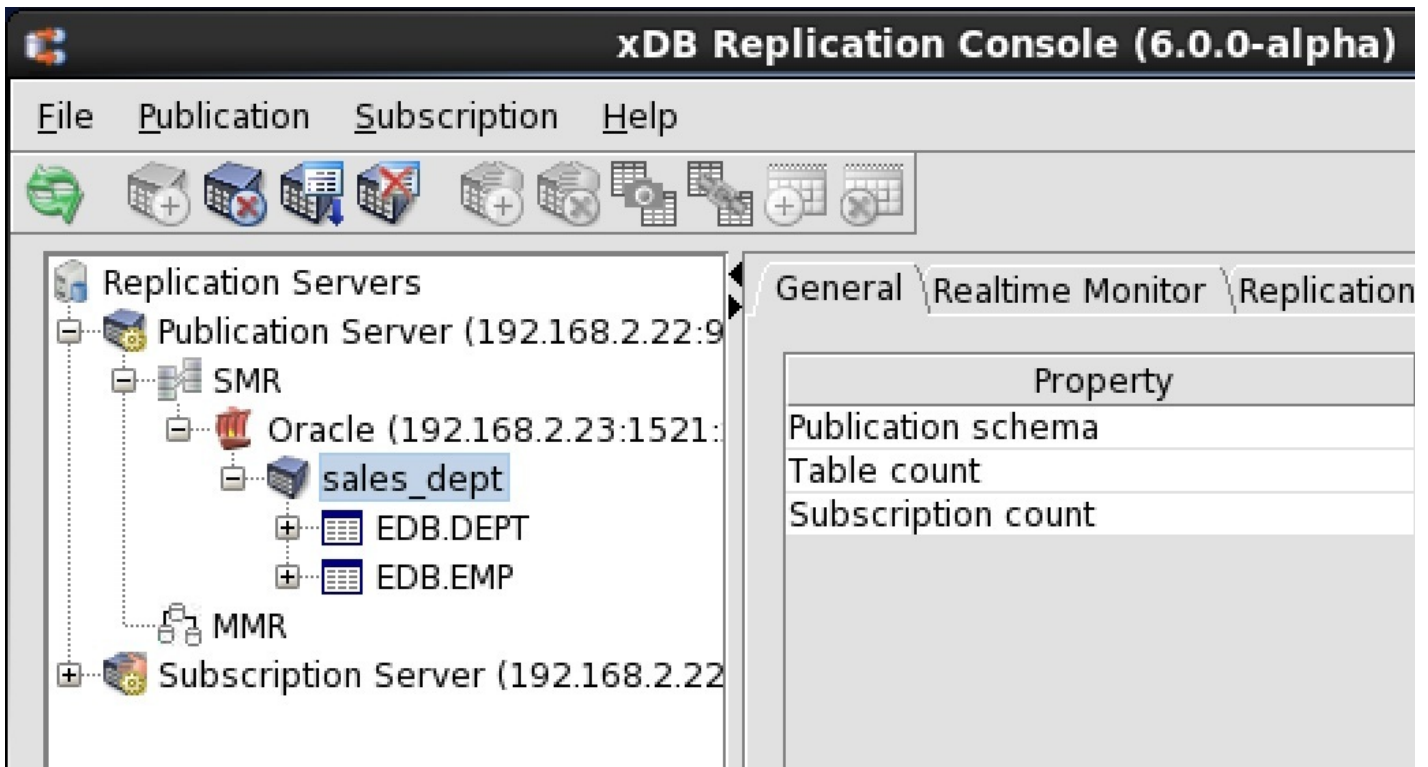 xDB Replication Console (6.0.0-alpha)
File Publication Subscription Help
Replication Servers
Publication Server (192.168.2.22:9
SMR
Oracle (192.168.2.23:1521:
sales_dept
EDB.DEPT
EDB.EMP
MMR
Subscription Server (192.168.2.22
General Realtime Monitor Replication
Property
Publication schema
Table count
Subscription count